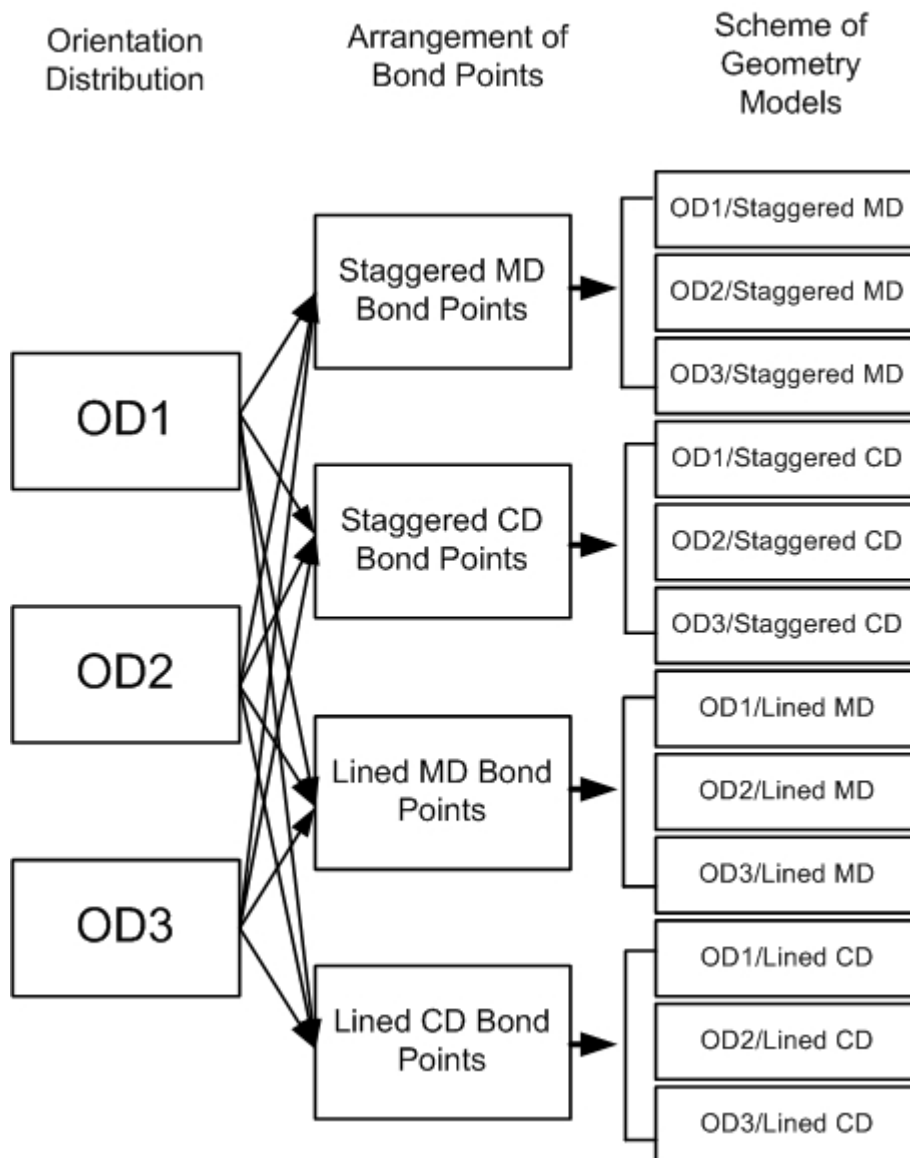 Orientation
Distribution
Arrangement of
Bond Points
Scheme of
Geometry
Models
OD1
OD2
OD3
Staggered MD
Bond Points
Staggered CD
Bond Points
Lined MD Bond
Points
Lined CD Bond
Points
OD1/Staggered MD
OD2/Staggered MD
OD3/Staggered MD
OD1/Staggered CD
OD2/Staggered CD
OD3/Staggered CD
OD1/Lined MD
OD2/Lined MD
OD3/Lined MD
OD1/Lined CD
OD2/Lined CD
OD3/Lined CD